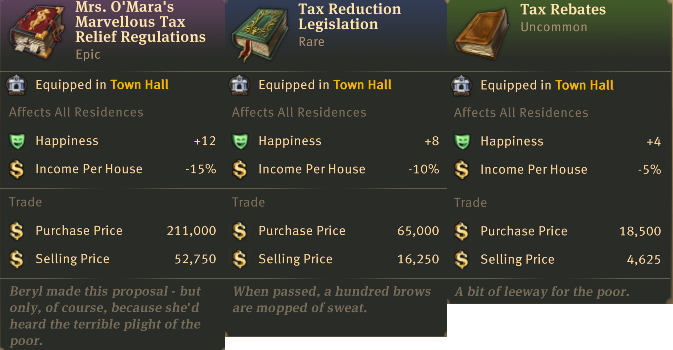 Mrs. O'Mara's
Marvellous Tax
Relief Regulations
Epic
Equipped in Town Hall
Affects All Residences
Happiness +12
Income Per House -15%
Trade
Purchase Price 211,000
Selling Price 52,750
Beryl made this proposal - but
only, of course, because she'd
heard the terrible plight of the
poor.
Tax Reduction
Legislation
Rare
Equipped in Town Hall
Affects All Residences
Happiness +8
Income Per House -10%
Trade
Purchase Price 65,000
Selling Price 16,250
When passed, a hundred brows
are mopped of sweat.
Tax Rebates
Uncommon
Equipped in Town Hall
Affects All Residences
Happiness +4
Income Per House -5%
Trade
Purchase Price 18,500
Selling Price 4,625
A bit of leeway for the poor.